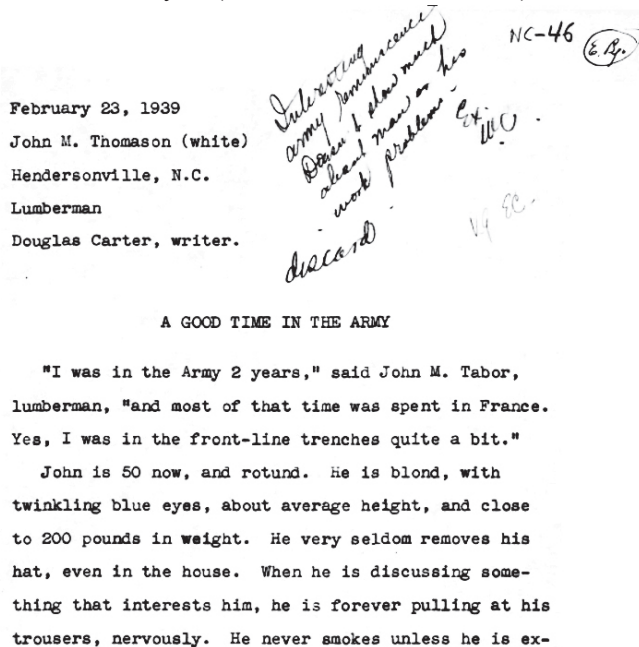 NC-46
E. Ry.
Interesting
army reminiscence
Doesn't show much
about man or his
work problems.
Ex.
W.O.
discard
February 23, 1939
John M. Thomason (white)
Hendersonville, N.C.
Lumberman
Douglas Carter, writer.
A GOOD TIME IN THE ARMY
"I was in the Army 2 years," said John M. Tabor,
lumberman, "and most of that time was spent in France.
Yes, I was in the front-line trenches quite a bit."
John is 50 now, and rotund. He is blond, with
twinkling blue eyes, about average height, and close
to 200 pounds in weight. He very seldom removes his
hat, even in the house. When he is discussing some-
thing that interests him, he is forever pulling at his
trousers, nervously. He never smokes unless he is ex-